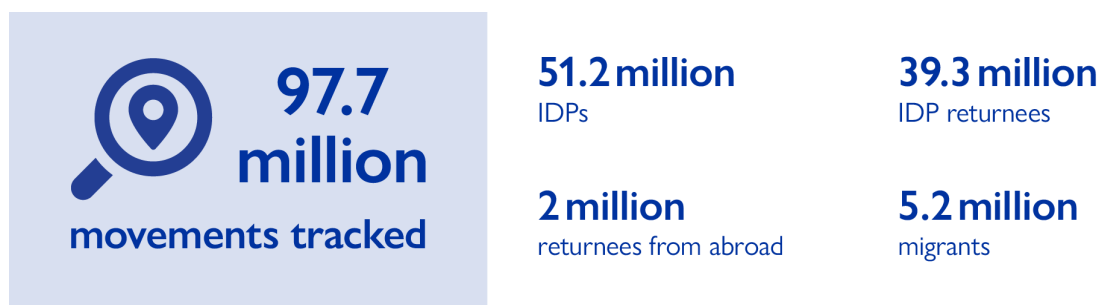 97.7
million
movements tracked
51.2 million
IDPs
39.3 million
IDP returnees
2 million
returnees from abroad
5.2 million
migrants